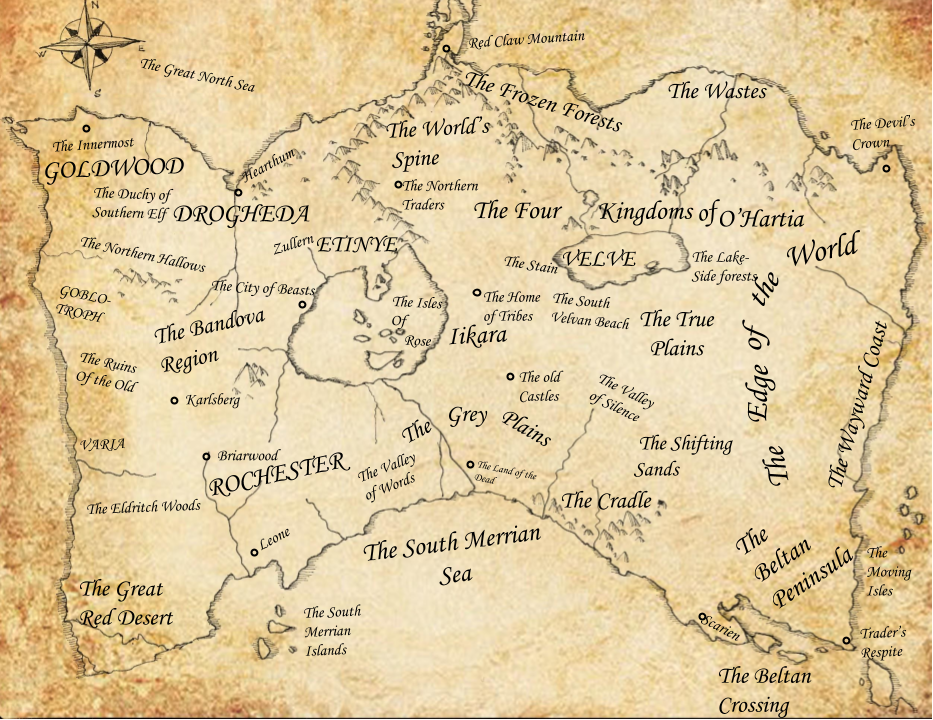 N
W
E
S
Red Claw Mountain
The Great North Sea
The Frozen Forests
The Wastes
The Devil's
Crown
The Innermost
GOLDWOOD
Hearthum
The World's
Spine
The Duchy of
Southern Elf
DROGHEDA
The Northern
Traders
The Four Kingdoms of O'Hartia
The Northern Hallows
Zullern
ETINYE
The Stain
VELVE
The Lake-
Side forests
The Edge of the World
GOBLO-
TROPH
The City of Beasts
The Isles
Of
Rose
The Home
of Tribes
The South
Velvan Beach
The True
Plains
The Bandova
Region
Iikara
The Wayward Coast
The Ruins
Of the Old
Karlsberg
The old
Castles
The Valley
of Silence
The Grey Plains
VARIA
Briarwood
ROCHESTER
The Valley
of Words
The Land of the
Dead
The Shifting
Sands
The Eldritch Woods
The Cradle
Leone
The South Merrian
Sea
The
Beltan
Peninsula
The
Moving
Isles
The Great
Red Desert
The South
Merrian
Islands
Scarien
Trader's
Respite
The Beltan
Crossing